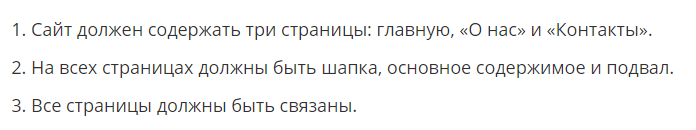 1. Сайт должен содержать три страницы: главную, «О нас» и «Контакты».
2. На всех страницах должны быть шапка, основное содержимое и подвал.
3. Все страницы должны быть связаны.